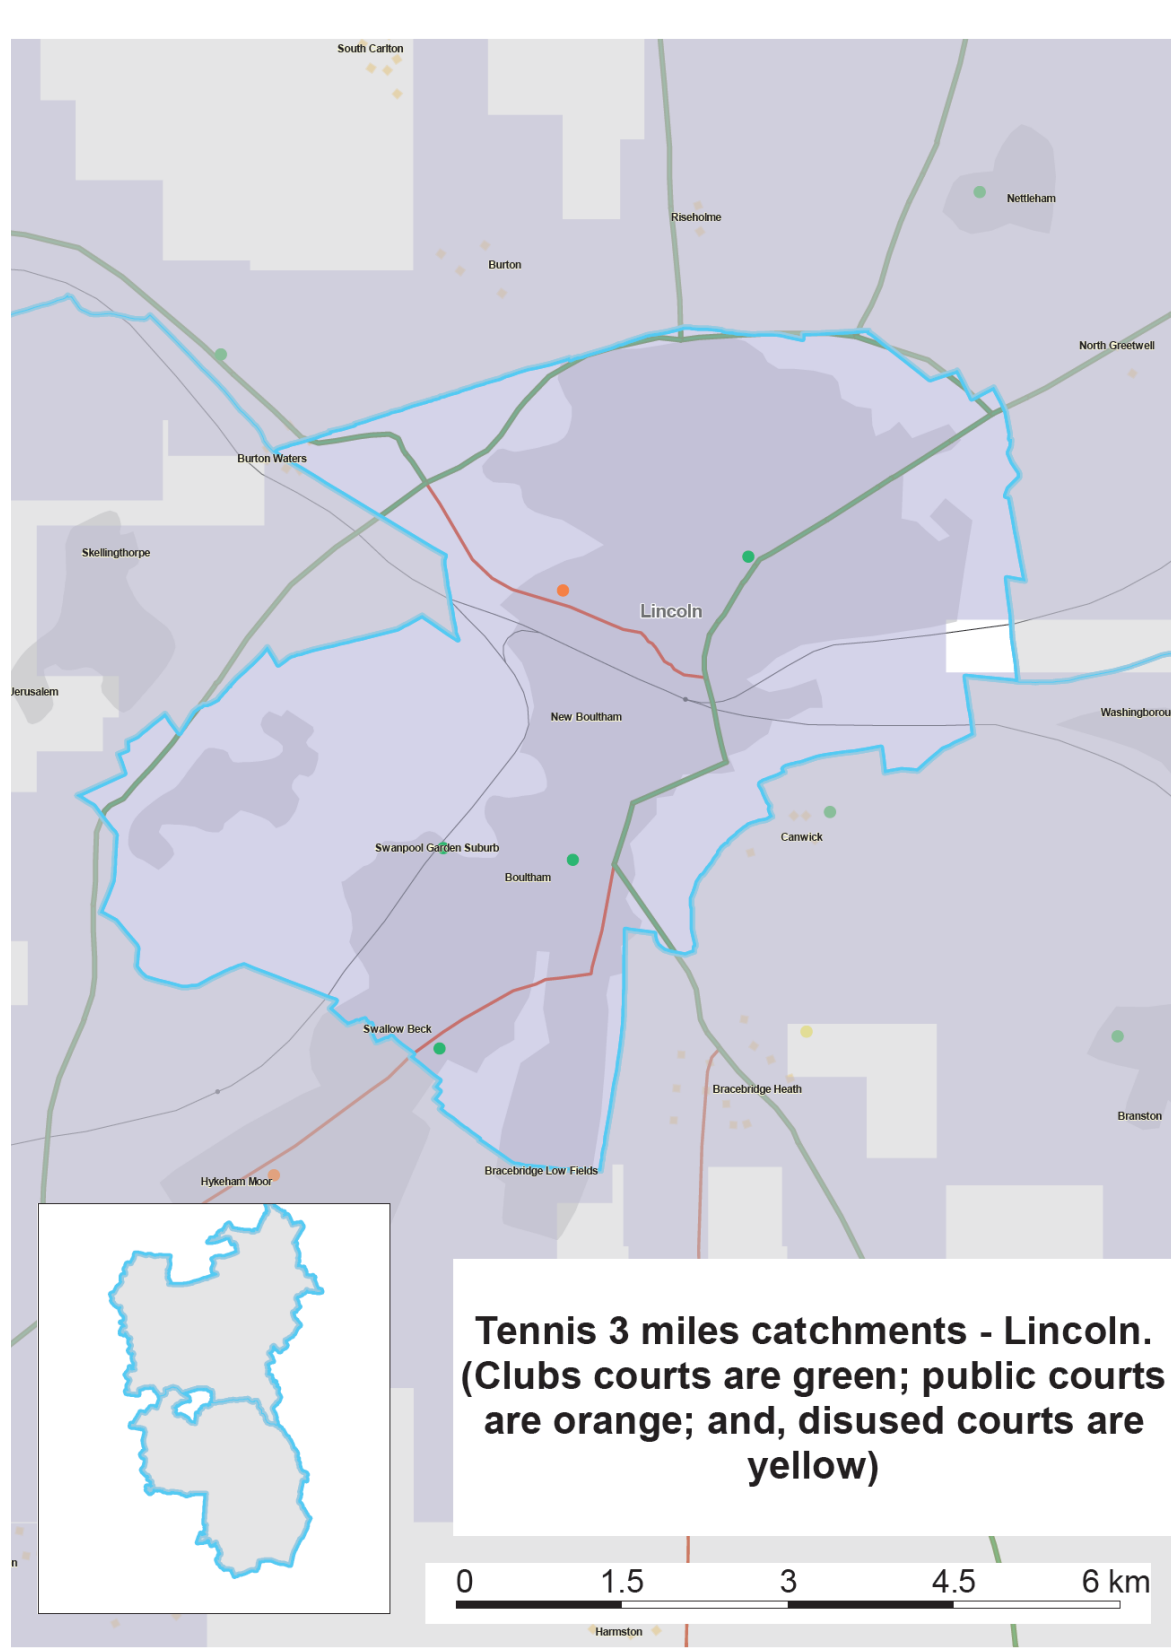 South Carlton
Nettleham
Riseholme
Burton
North Greetwell
Burton Waters
Skellingthorpe
Lincoln
Jerusalem
New Boultham
Washingborou
Canwick
Swanpool Garden Suburb
Boultham
Swallow Beck
Bracebridge Heath
Branston
Bracebridge Low Fields
Hykeham Moor
Tennis 3 miles catchments - Lincoln.
(Clubs courts are green; public courts
are orange; and, disused courts are
yellow)
n
0 1.5 3 4.5 6 km
Harmston